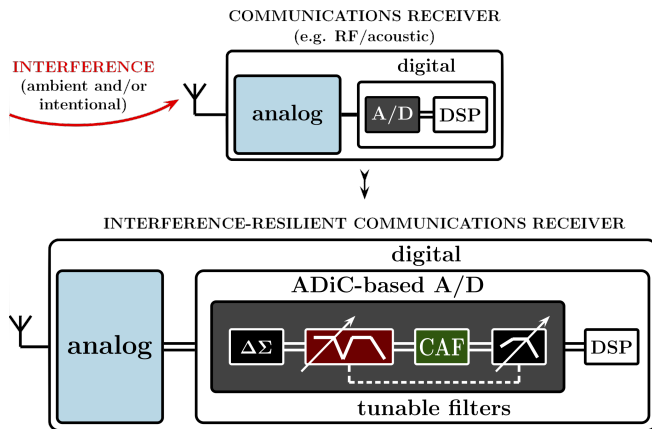 COMMUNICATIONS RECEIVER
(e.g. RF/acoustic)
INTERFERENCE
(ambient and/or
intentional)
digital
analog
A/D
DSP
INTERFERENCE-RESILIENT COMMUNICATIONS RECEIVER
digital
ADiC-based A/D
analog
ΔΣ
CAF
DSP
tunable filters